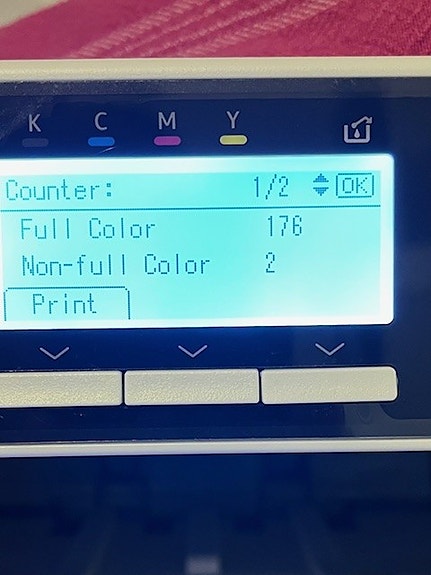 K C M Y
Counter: 1/2 OK
Full Color 176
Non-full Color 2
Print